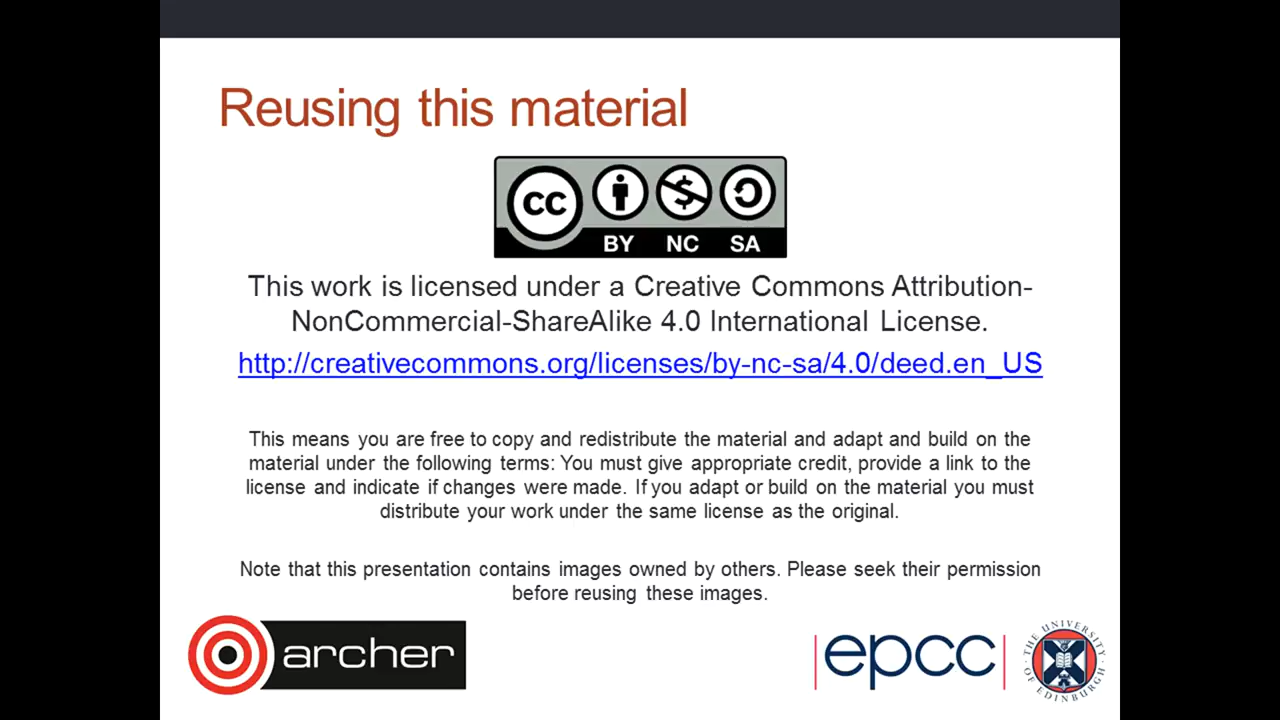 Reusing this material
CC
BY NC SA
This work is licensed under a Creative Commons Attribution-
NonCommercial-ShareAlike 4.0 International License.
http://creativecommons.org/licenses/by-nc-sa/4.0/deed.en_US
This means you are free to copy and redistribute the material and adapt and build on the
material under the following terms: You must give appropriate credit, provide a link to the
license and indicate if changes were made. If you adapt or build on the material you must
distribute your work under the same license as the original.
Note that this presentation contains images owned by others. Please seek their permission
before reusing these images.
archer
epcc
THE UNIVERSITY
OF EDINBURGH